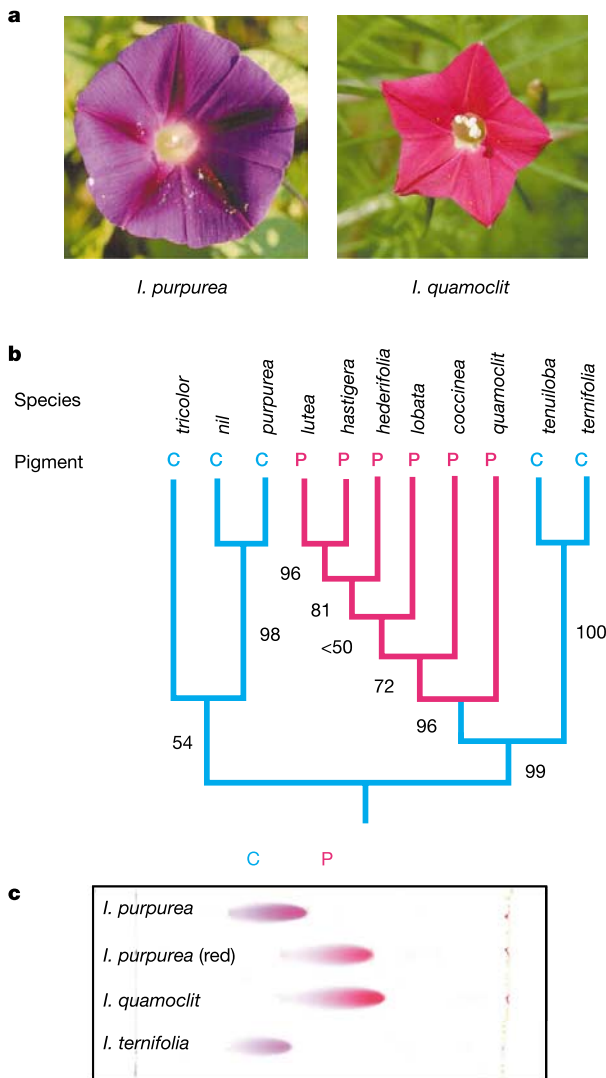 a
I. purpurea
I. quamoclit
b
Species
tricolor
nil
purpurea
lutea
hastigera
hederifolia
lobata
coccinea
quamoclit
tenuiloba
ternifolia
Pigment
C C C P P P P P P C C
96
81
98
<50
100
72
96
54
99
C P
c
I. purpurea
I. purpurea (red)
I. quamoclit
I. ternifolia